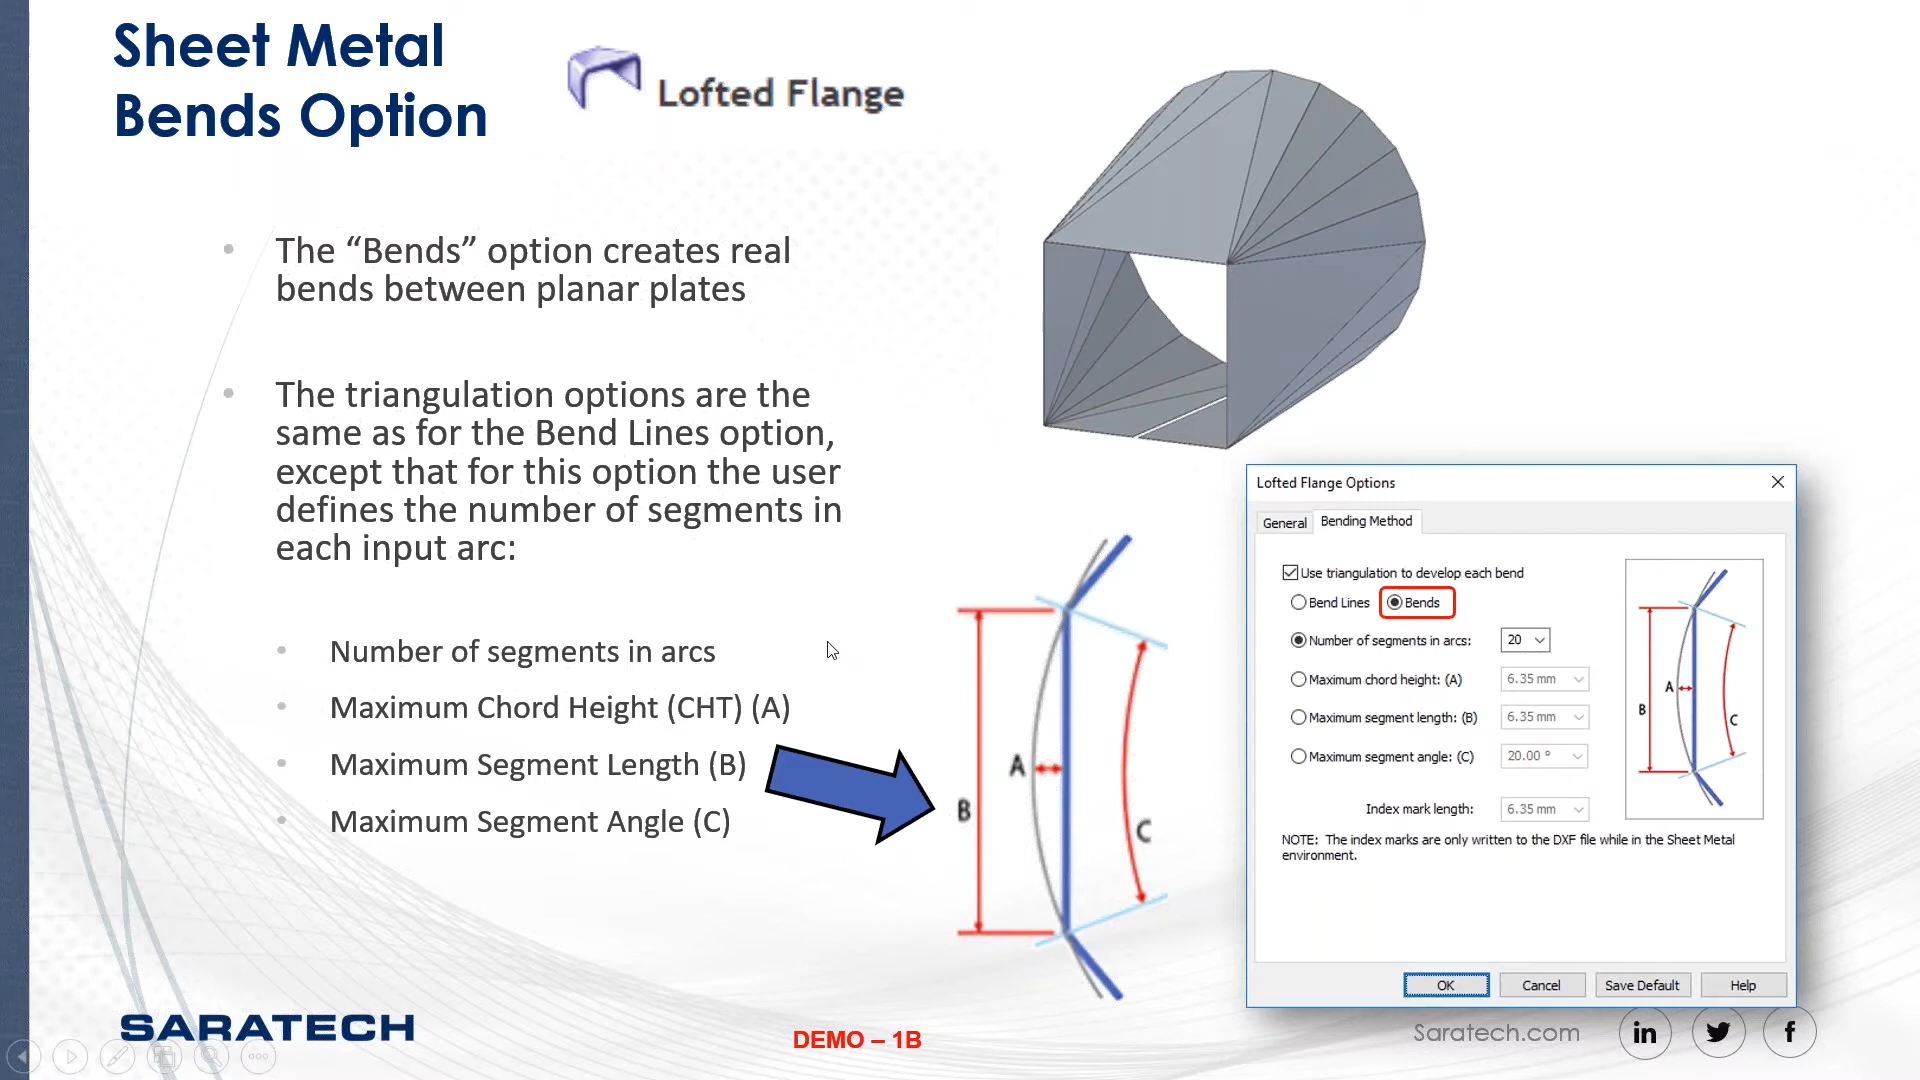 Sheet Metal
Bends Option
Lofted Flange
• The “Bends” option creates real
bends between planar plates
• The triangulation options are the
same as for the Bend Lines option,
except that for this option the user
defines the number of segments in
each input arc:
• Number of segments in arcs
• Maximum Chord Height (CHT) (A)
• Maximum Segment Length (B)
• Maximum Segment Angle (C)
A
B
C
Lofted Flange Options
General
Bending Method
Use triangulation to develop each bend
Bend Lines
Bends
Number of segments in arcs: 20
Maximum chord height: (A) 6.35 mm
Maximum segment length: (B) 6.35 mm
Maximum segment angle: (C) 20.00 °
Index mark length: 6.35 mm
A
B
C
NOTE: The index marks are only written to the DXF file while in the Sheet Metal
environment.
OK
Cancel
Save Default
Help
SARATECH
DEMO – 1B
Saratech.com
in
f